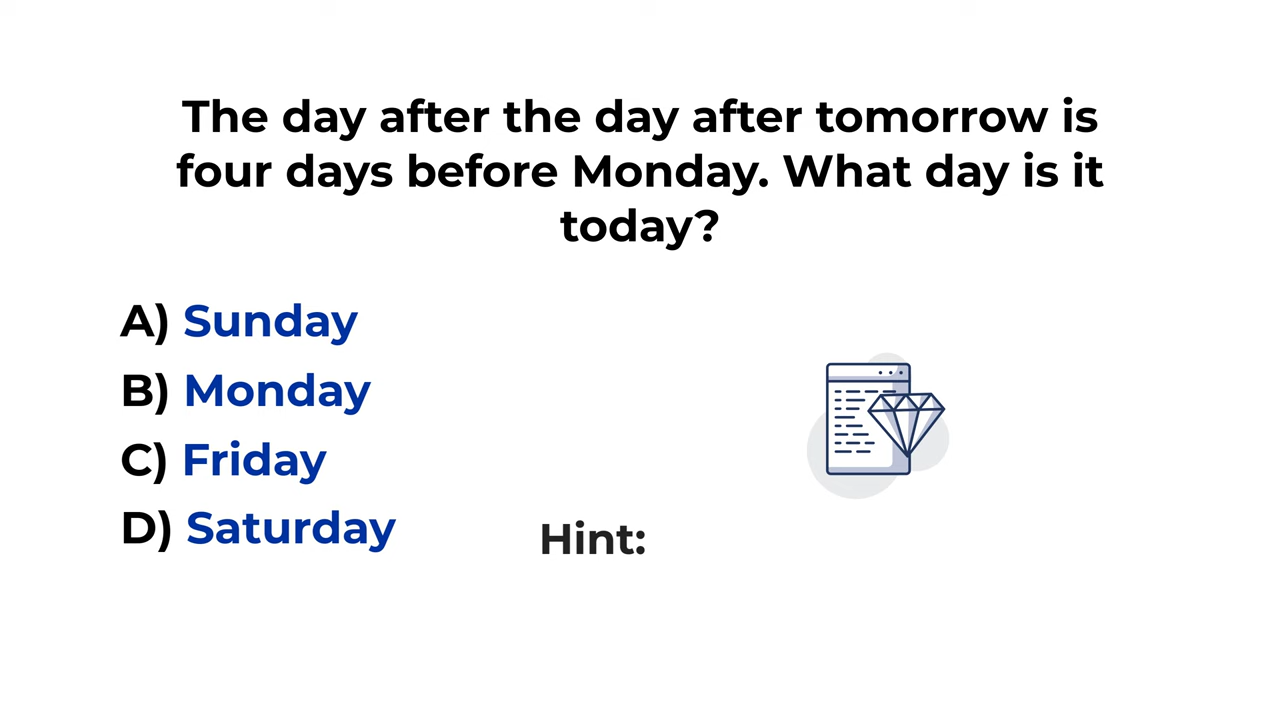 The day after the day after tomorrow is
four days before Monday. What day is it
today?
A) Sunday
B) Monday
C) Friday
D) Saturday
Hint: